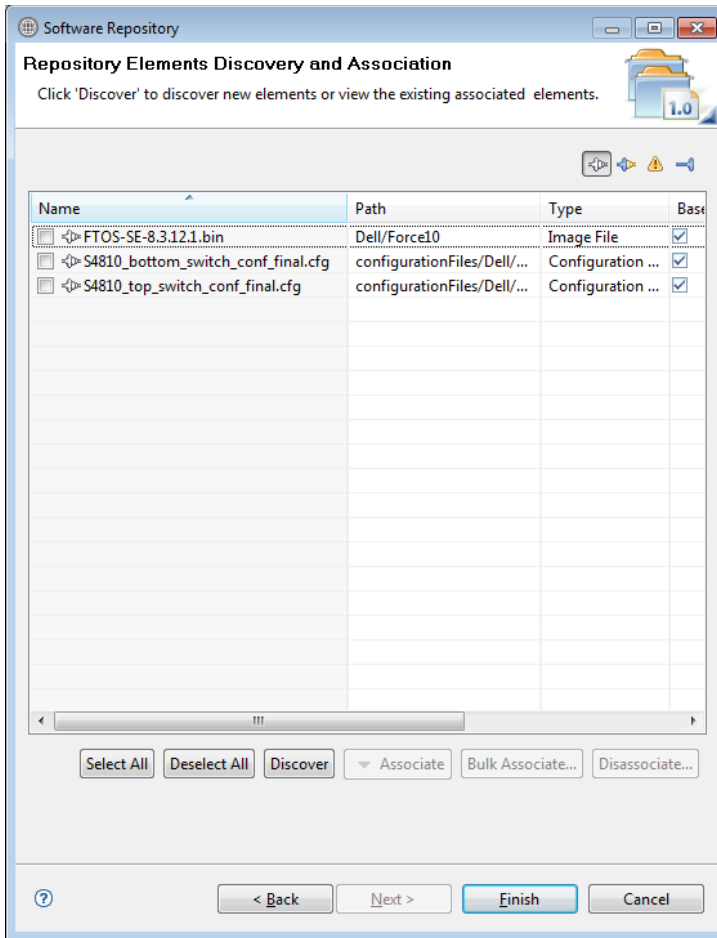 Software Repository
Repository Elements Discovery and Association
Click 'Discover' to discover new elements or view the existing associated elements.
1.0
Name Path Type Base
FTOS-SE-8.3.12.1.bin Dell/Force10 Image File
S4810_bottom_switch_conf_final.cfg configurationFiles/Dell/... Configuration ...
S4810_top_switch_conf_final.cfg configurationFiles/Dell/... Configuration ...
Select All Deselect All Discover Associate Bulk Associate... Disassociate...
? < Back Next > Finish Cancel